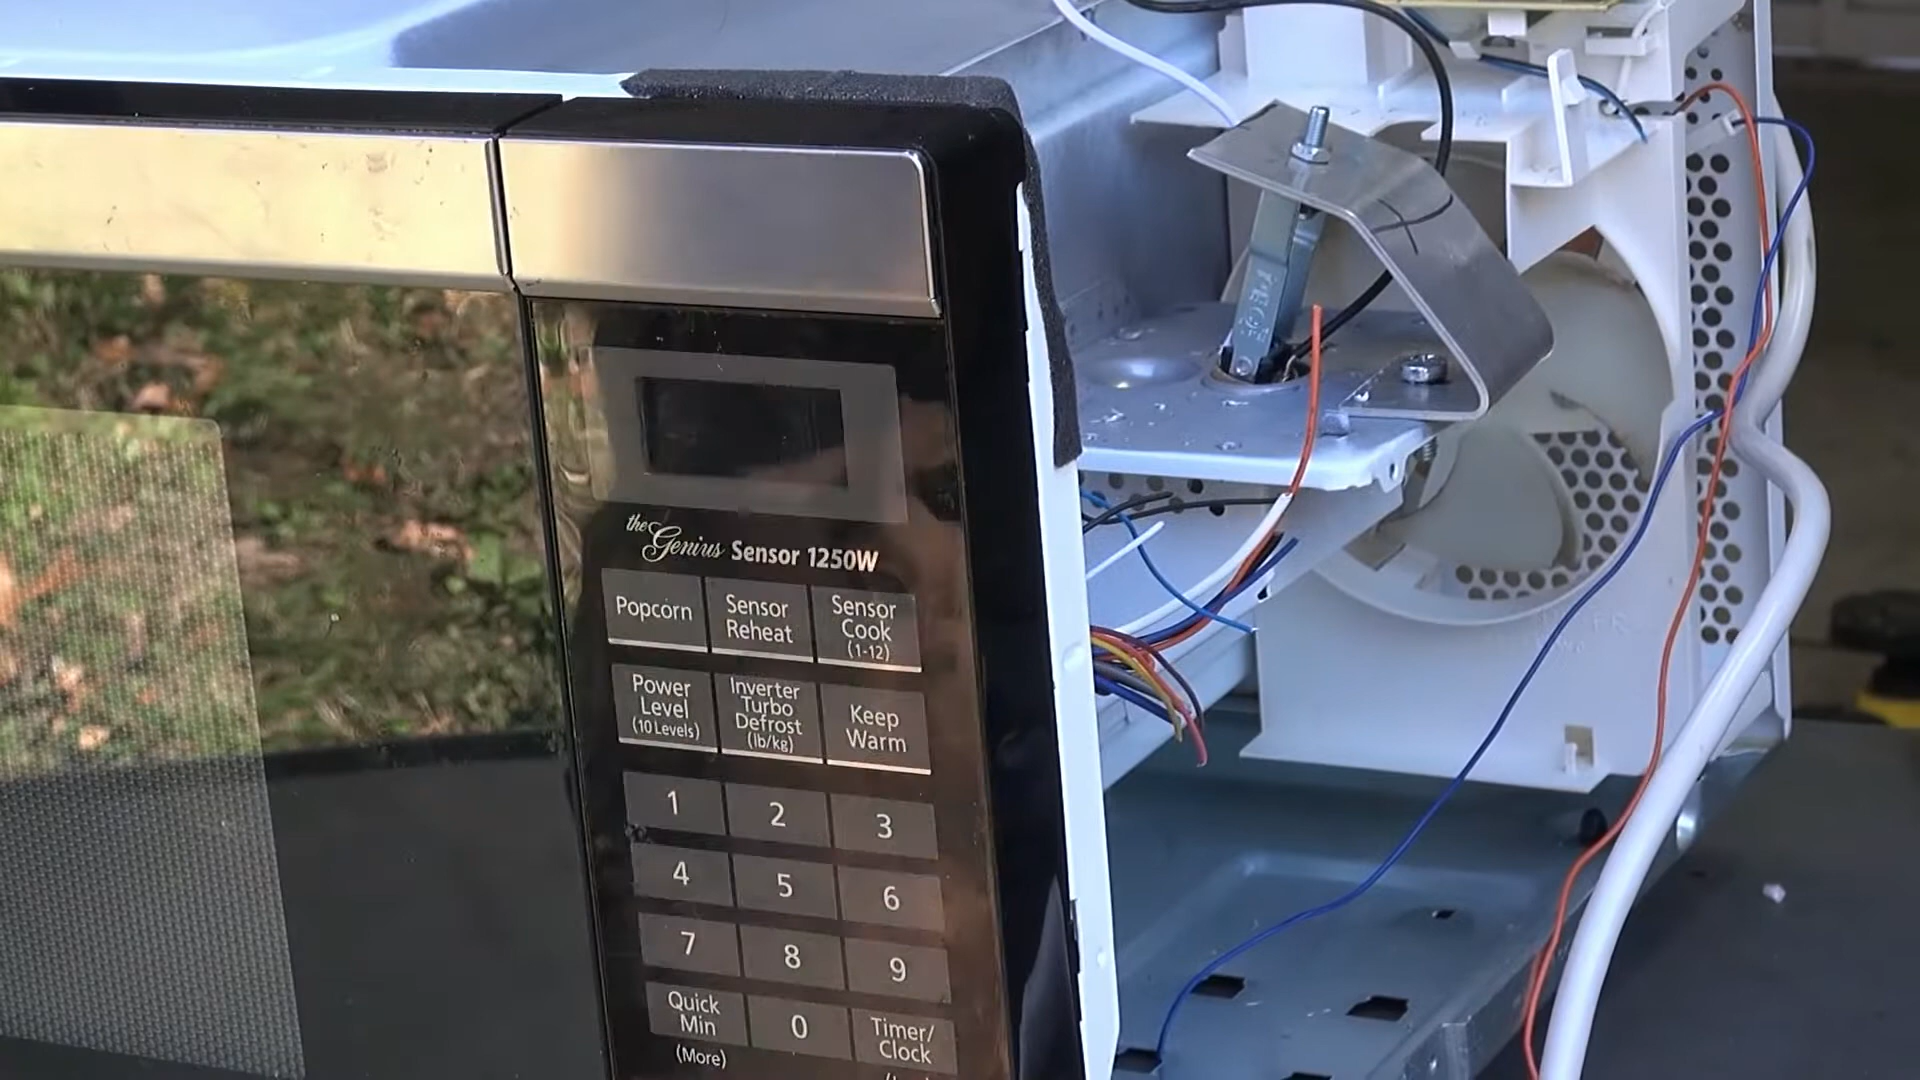 the Genius Sensor 1250W
Popcorn
Sensor
Reheat
Sensor
Cook
(1-12)
Power
Level
(10 Levels)
Inverter
Turbo
Defrost
(lb/kg)
Keep
Warm
1
2
3
4
5
6
7
8
9
Quick
Min
(More)
0
Timer/
Clock